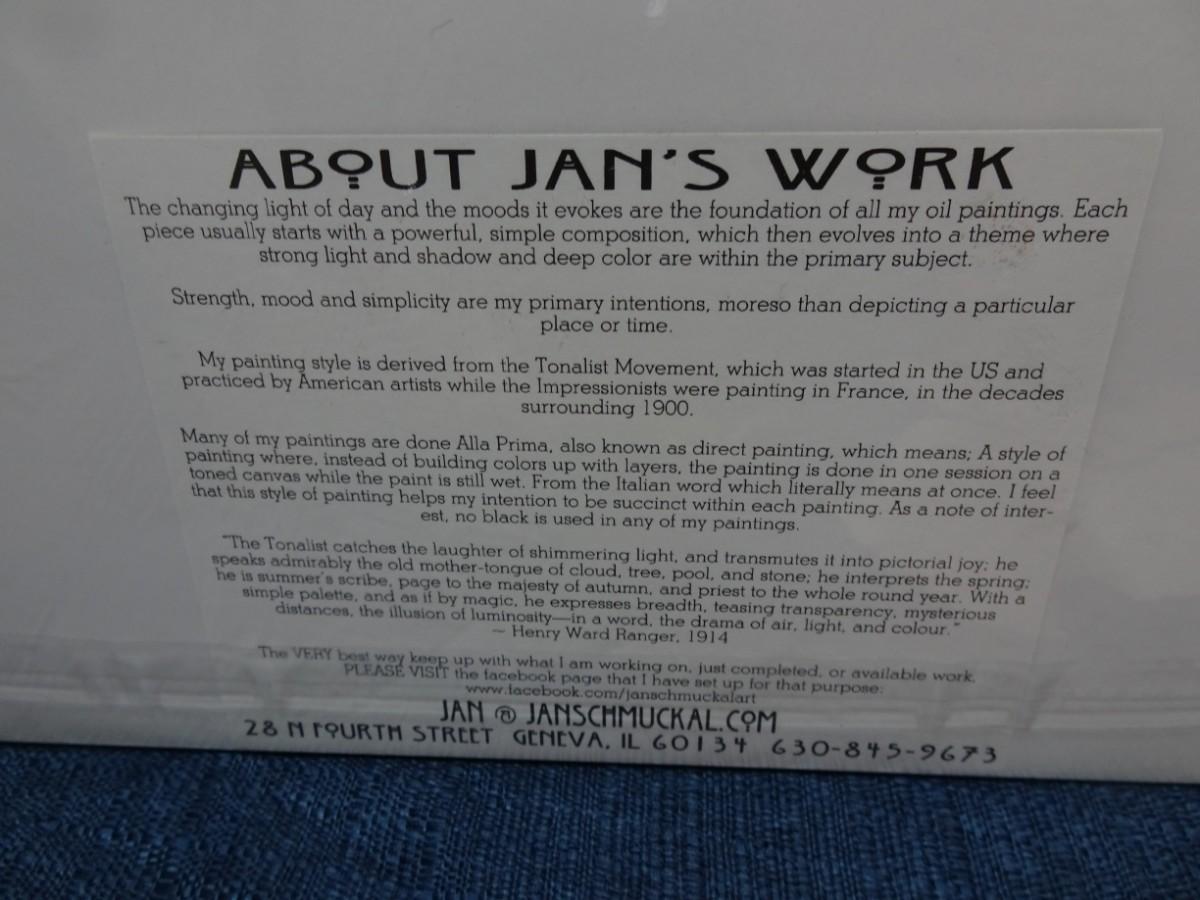 ABOUT JAN'S WORK
The changing light of day and the moods it evokes are the foundation of all my oil paintings. Each
piece usually starts with a powerful, simple composition, which then evolves into a theme where
strong light and shadow and deep color are within the primary subject.
Strength, mood and simplicity are my primary intentions, moreso than depicting a particular
place or time.
My painting style is derived from the Tonalist Movement, which was started in the US and
practiced by American artists while the Impressionists were painting in France, in the decades
surrounding 1900.
Many of my paintings are done Alla Prima, also known as direct painting, which means; A style of
painting where, instead of building colors up with layers, the painting is done in one session on a
toned canvas while the paint is still wet. From the Italian word which literally means at once. I feel
that this style of painting helps my intention to be succinct within each painting. As a note of inter-
est, no black is used in any of my paintings.
"The Tonalist catches the laughter of shimmering light, and transmutes it into pictorial joy; he
speaks admirably the old mother-tongue of cloud, tree, pool, and stone; he interprets the spring;
he is summer's scribe, page to the majesty of autumn, and priest to the whole round year. With a
simple palette, and as if by magic, he expresses breadth, teasing transparency, mysterious
distances, the illusion of luminosity—in a word, the drama of air, light, and colour."
~ Henry Ward Ranger, 1914
The VERY best way keep up with what I am working on, just completed, or available work,
PLEASE VISIT the facebook page that I have set up for that purpose:
www.facebook.com/janschmuckalart
JAN @ JANSCHMUCKAL.COM
28 N FOURTH STREET GENEVA, IL 60134 630-845-9673